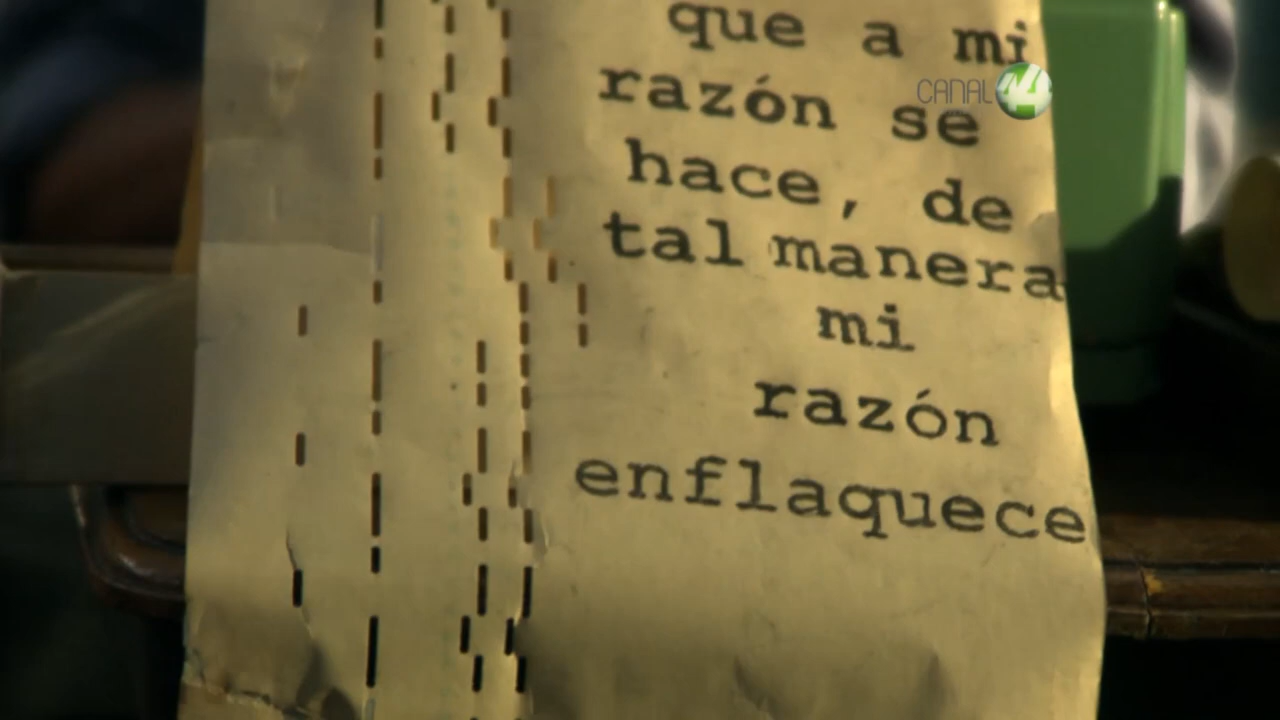 que a mi
razón se
CANAL 44
hace, de
tal manera
mi
razón
enflaquece